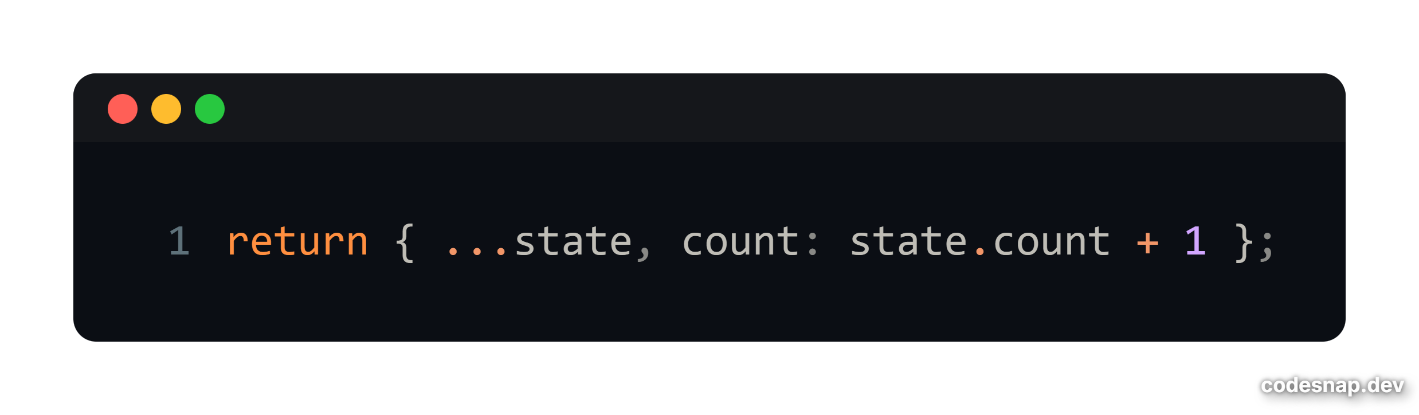 1 return { ...state, count: state.count + 1 };
codesnap.dev